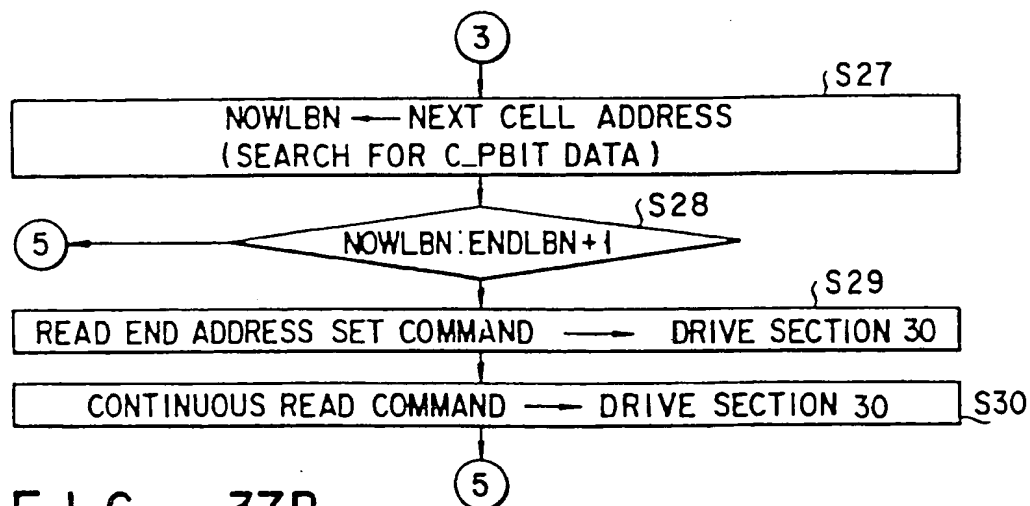 3
S27
NOWLBN ← NEXT CELL ADDRESS
(SEARCH FOR C_PBIT DATA)
S28
5
NOWLBN:ENDLBN+1
S29
READ END ADDRESS SET COMMAND → DRIVE SECTION 30
CONTINUOUS READ COMMAND → DRIVE SECTION 30
S30
5